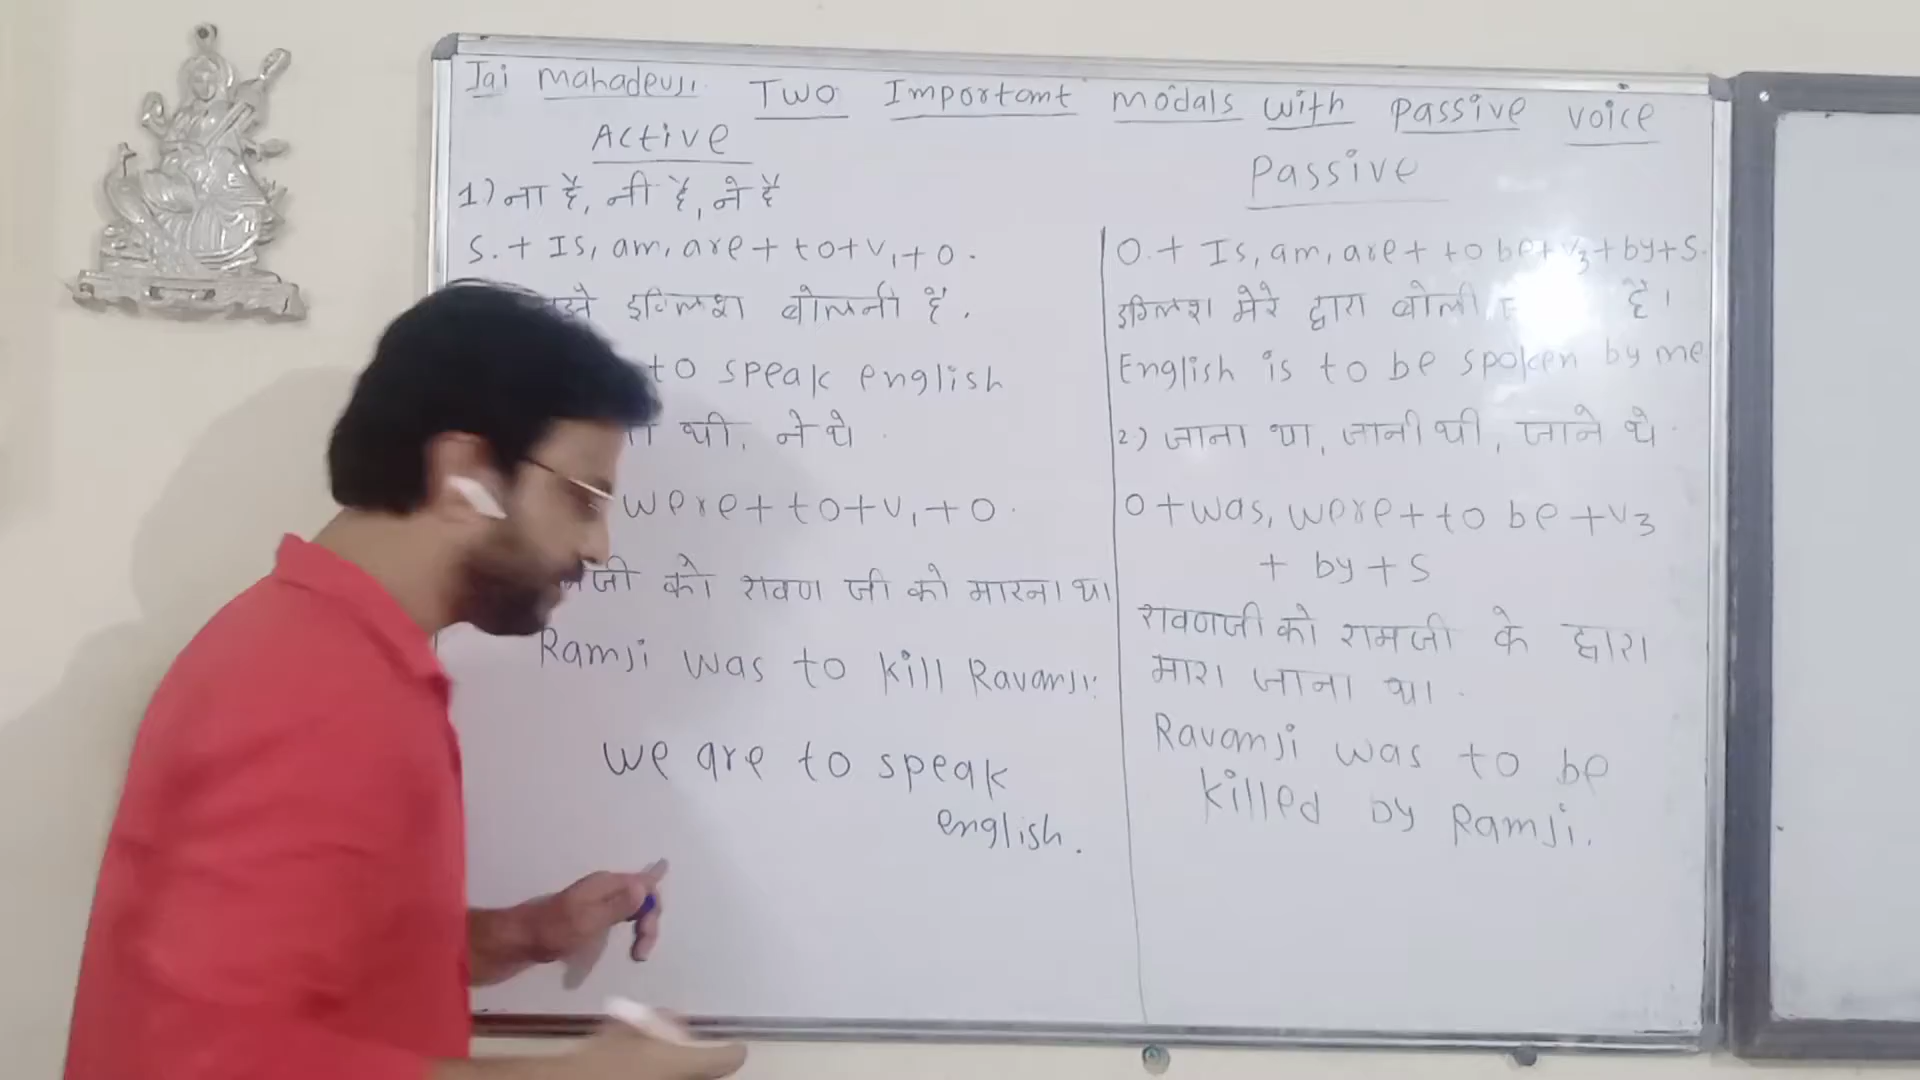 Jai mahadevji. Two Important modals with Passive voice
Active
1) ना है, नी है, ने है
S. + Is, am, are + to + V1 + O.
इंग्लिश बोलनी है.
to speak english
थी, ने थे
were + to + V1 + O.
को रावण जी को मारना था।
Ramji was to kill Ravanji.
we are to speak
english.
Passive
O. + Is, am, are + to be + V3 + by + S.
इंग्लिश मेरे द्वारा बोली है।
English is to be spoken by me
2.) जाना था, जानी थी, जाने थे
O + was, were + to be + V3
+ by + S
रावणजी को रामजी के द्वारा
मारा जाना था।
Ravanji was to be
killed by Ramji.